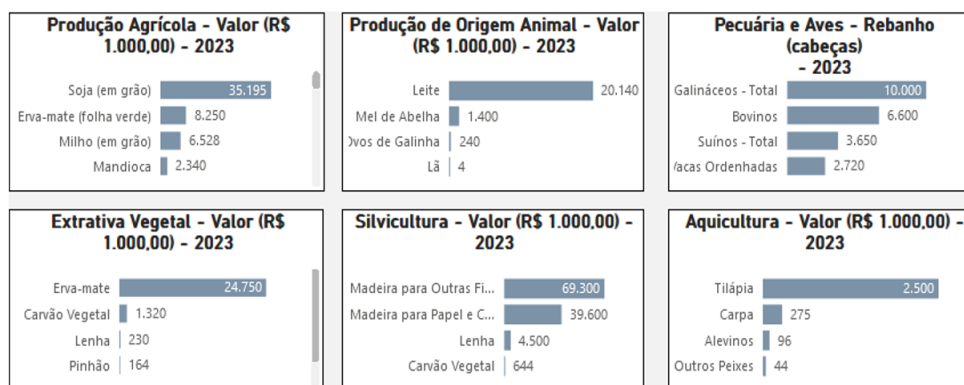 Produção Agrícola - Valor (R$
1.000,00) - 2023
Soja (em grão) 35.195
Erva-mate (folha verde) 8.250
Milho (em grão) 6.528
Mandioca 2.340
Produção de Origem Animal - Valor
(R$ 1.000,00) - 2023
Leite 20.140
Mel de Abelha 1.400
Ovos de Galinha 240
Lã 4
Pecuária e Aves - Rebanho
(cabeças)
- 2023
Galináceos - Total 10.000
Bovinos 6.600
Suínos - Total 3.650
Vacas Ordenhadas 2.720
Extrativa Vegetal - Valor (R$
1.000,00) - 2023
Erva-mate 24.750
Carvão Vegetal 1.320
Lenha 230
Pinhão 164
Silvicultura - Valor (R$ 1.000,00) -
2023
Madeira para Outras Fi... 69.300
Madeira para Papel e C... 39.600
Lenha 4.500
Carvão Vegetal 644
Aquicultura - Valor (R$ 1.000,00) -
2023
Tilápia 2.500
Carpa 275
Alevinos 96
Outros Peixes 44